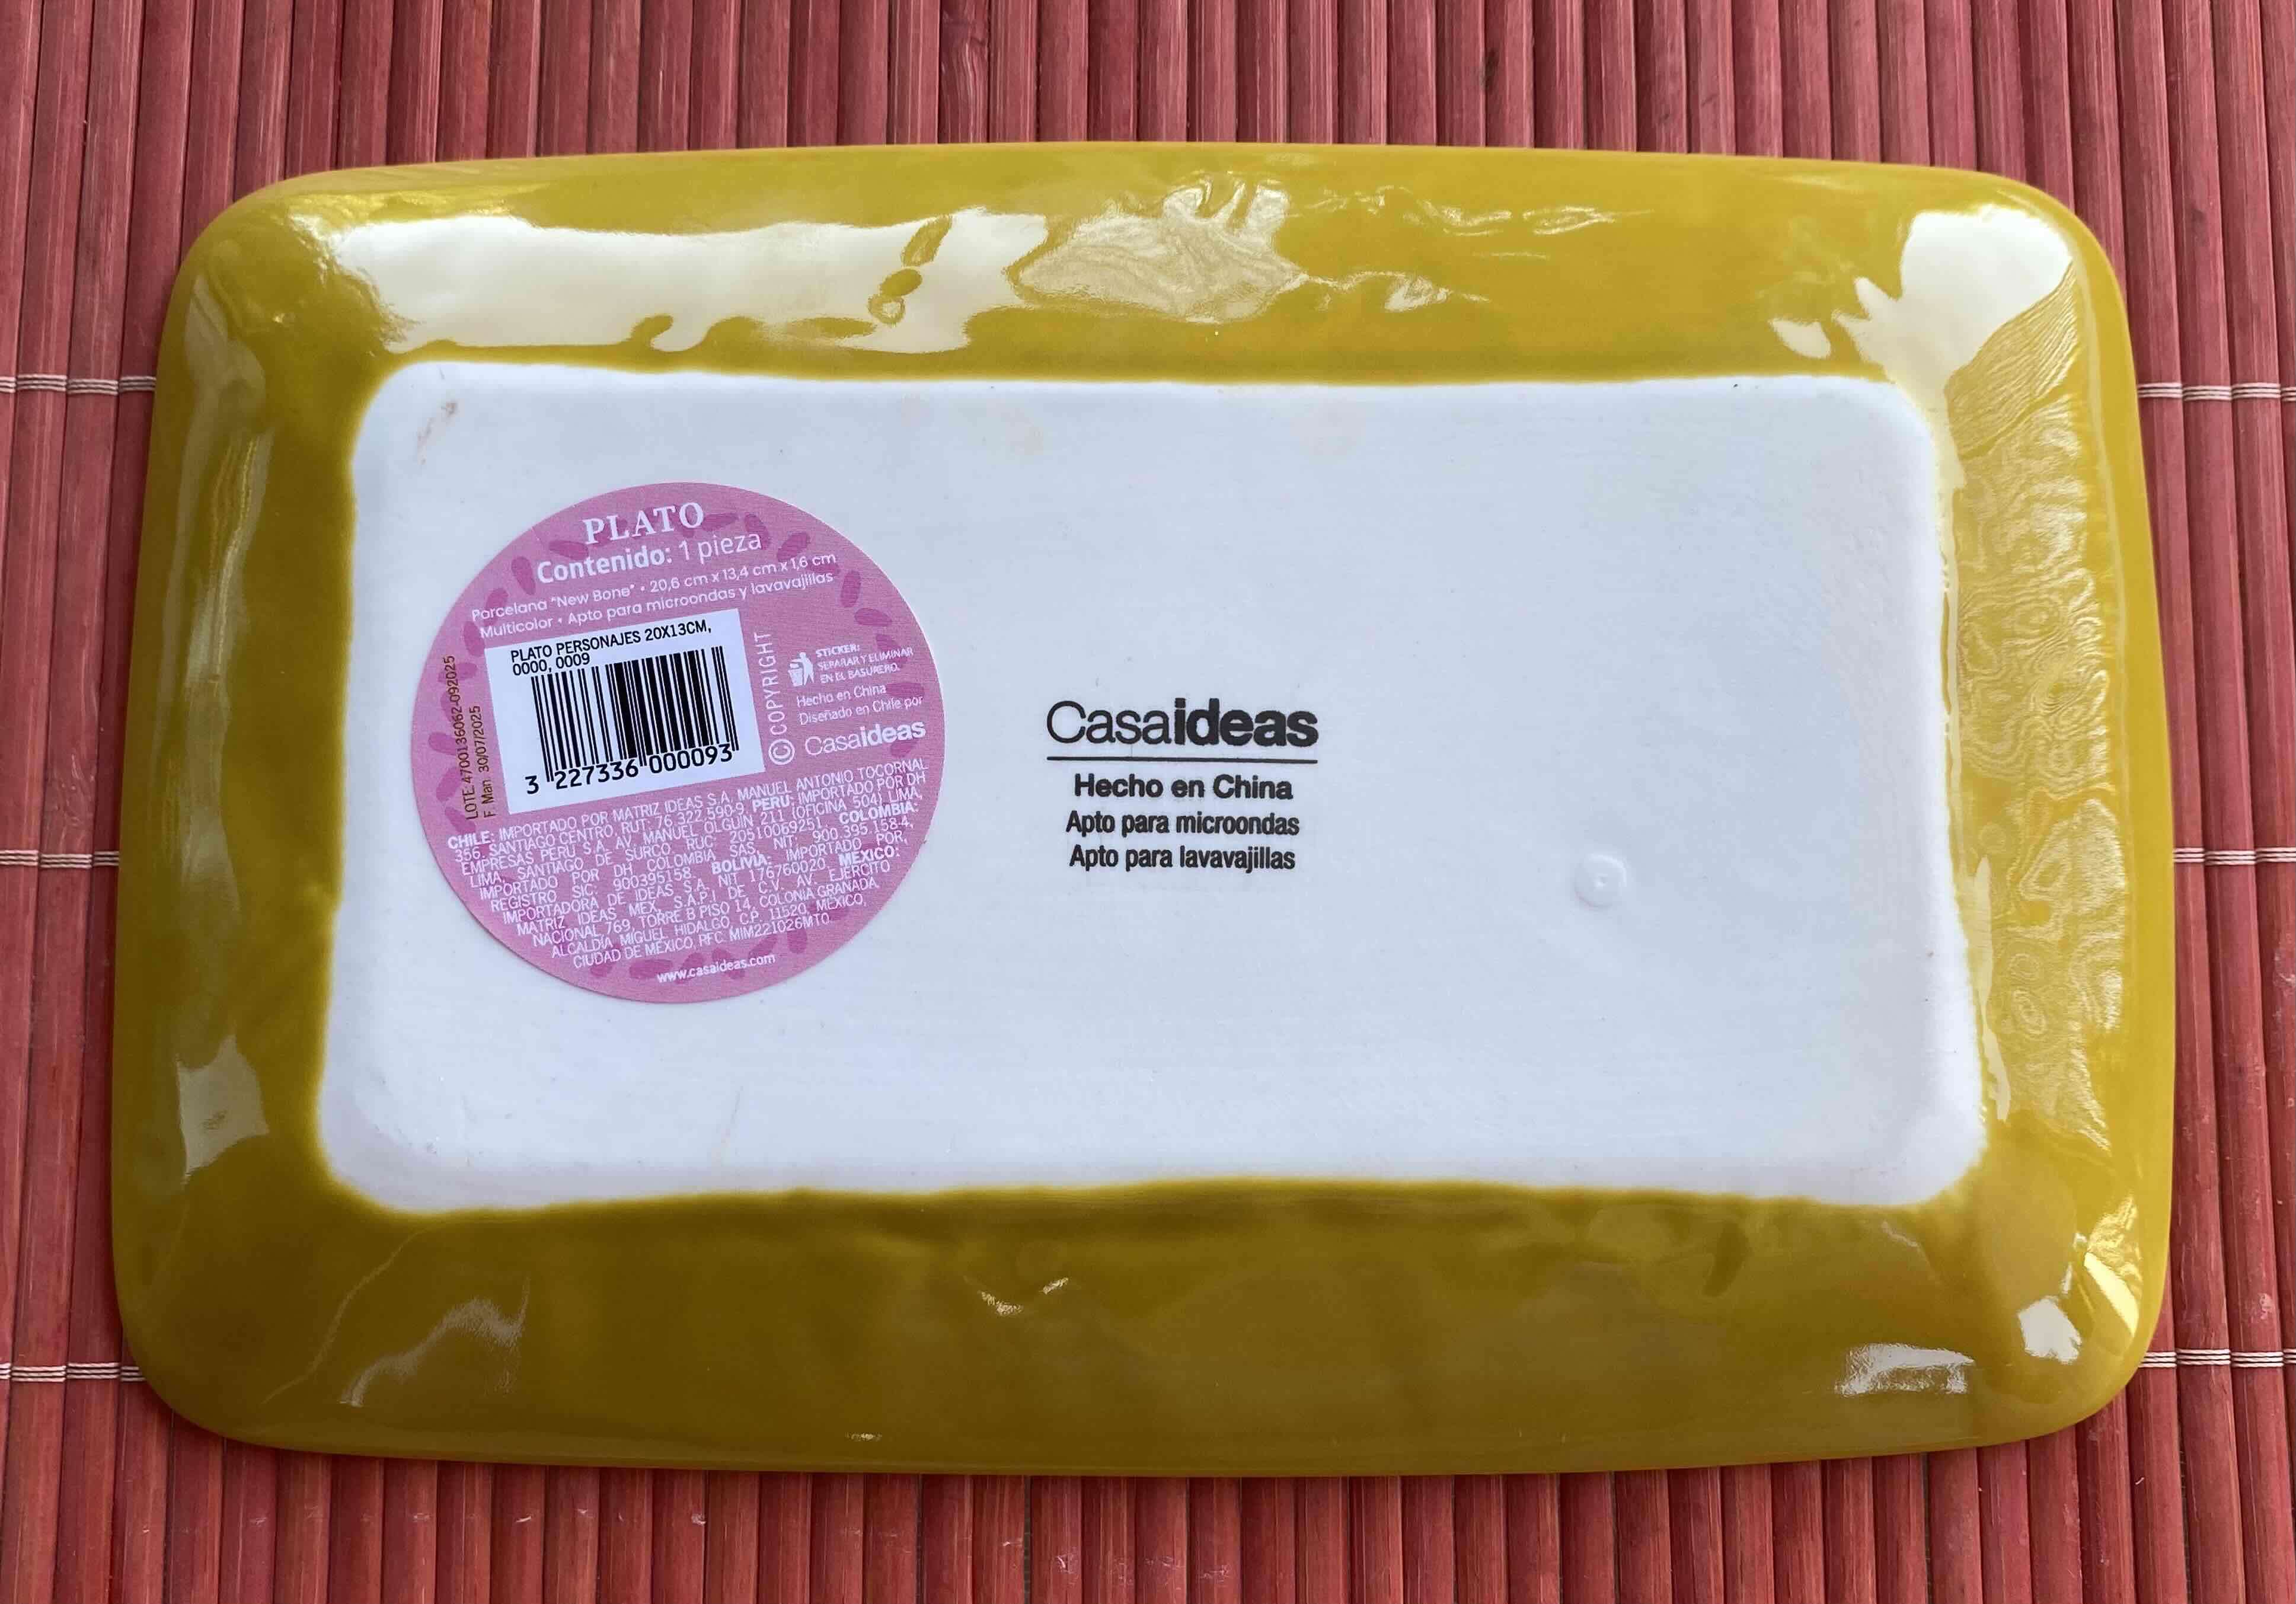 PLATO
Contenido: 1 pieza
Porcelana "New Bone" • 20,6 cm x 13,4 cm x 1,6 cm
Multicolor • Apto para microondas y lavavajillas
LOTE:4700136062-092025
F. Man 30/07/2025
PLATO PERSONAJES 20X13CM,
0000, 0009
3 227336 000093
© COPYRIGHT
STICKER:
SEPARAR Y ELIMINAR
EN EL BASURERO.
Hecho en China
Diseñado en Chile por
Casaideas
CHILE: IMPORTADO POR MATRIZ IDEAS S.A. MANUEL ANTONIO TOCORNAL
356, SANTIAGO CENTRO, RUT: 76.322.590-9. PERÚ: IMPORTADO POR DH
EMPRESAS PERÚ S.A. AV. MANUEL OLGUÍN 211 (OFICINA 504) LIMA,
LIMA, SANTIAGO DE SURCO RUC: 20510069251. COLOMBIA:
IMPORTADO POR DH COLOMBIA SAS. NIT: 900.395.158-4,
REGISTRO SIC: 900395158. BOLIVIA: IMPORTADO POR,
IMPORTADORA DE IDEAS S.A. NIT 176760020. MÉXICO:
MATRIZ IDEAS MEX, S.A.P.I. DE C.V. AV. EJÉRCITO
NACIONAL 769, TORRE B PISO 14, COLONIA GRANADA,
ALCALDÍA MIGUEL HIDALGO, C.P. 11520, MÉXICO,
CIUDAD DE MÉXICO, RFC: MIM221026MT0.
www.casaideas.com
Casaideas
Hecho en China
Apto para microondas
Apto para lavavajillas